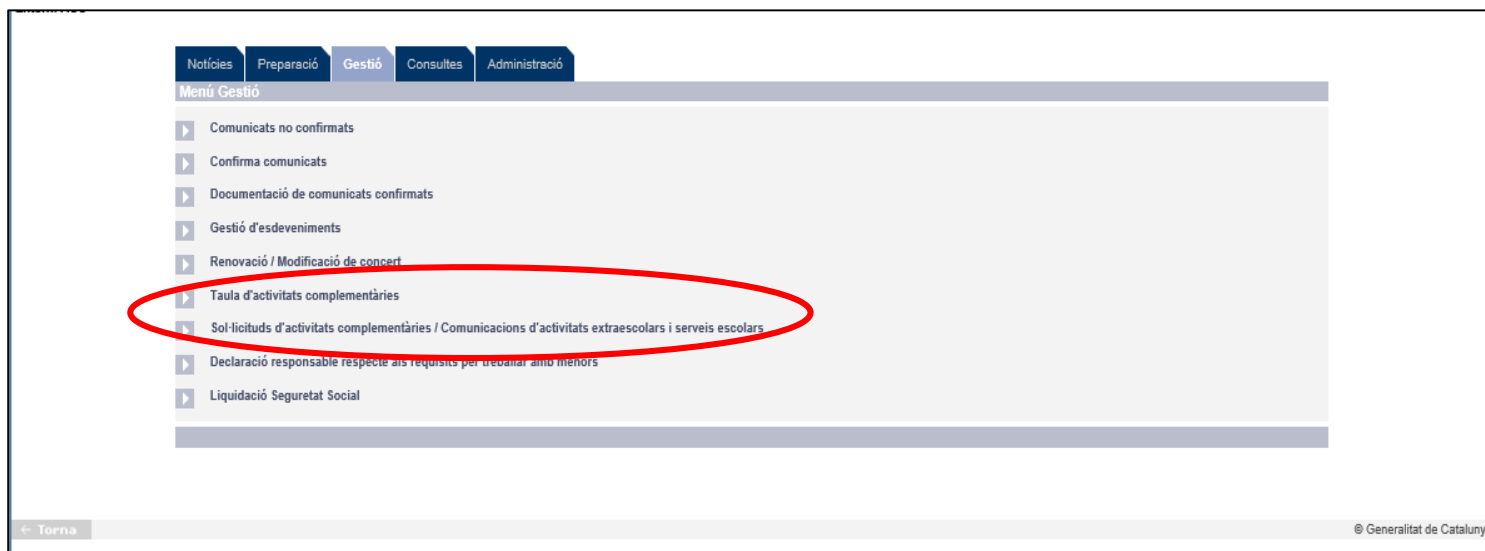 Notícies Preparació Gestió Consultes Administració
Menú Gestió
Comunicats no confirmats
Confirma comunicats
Documentació de comunicats confirmats
Gestió d'esdeveniments
Renovació / Modificació de concert
Taula d'activitats complementàries
Sol·licituds d'activitats complementàries / Comunicacions d'activitats extraescolars i serveis escolars
Declaració responsable respecte als requisits per treballar amb menors
Liquidació Seguretat Social
← Torna
© Generalitat de Cataluny